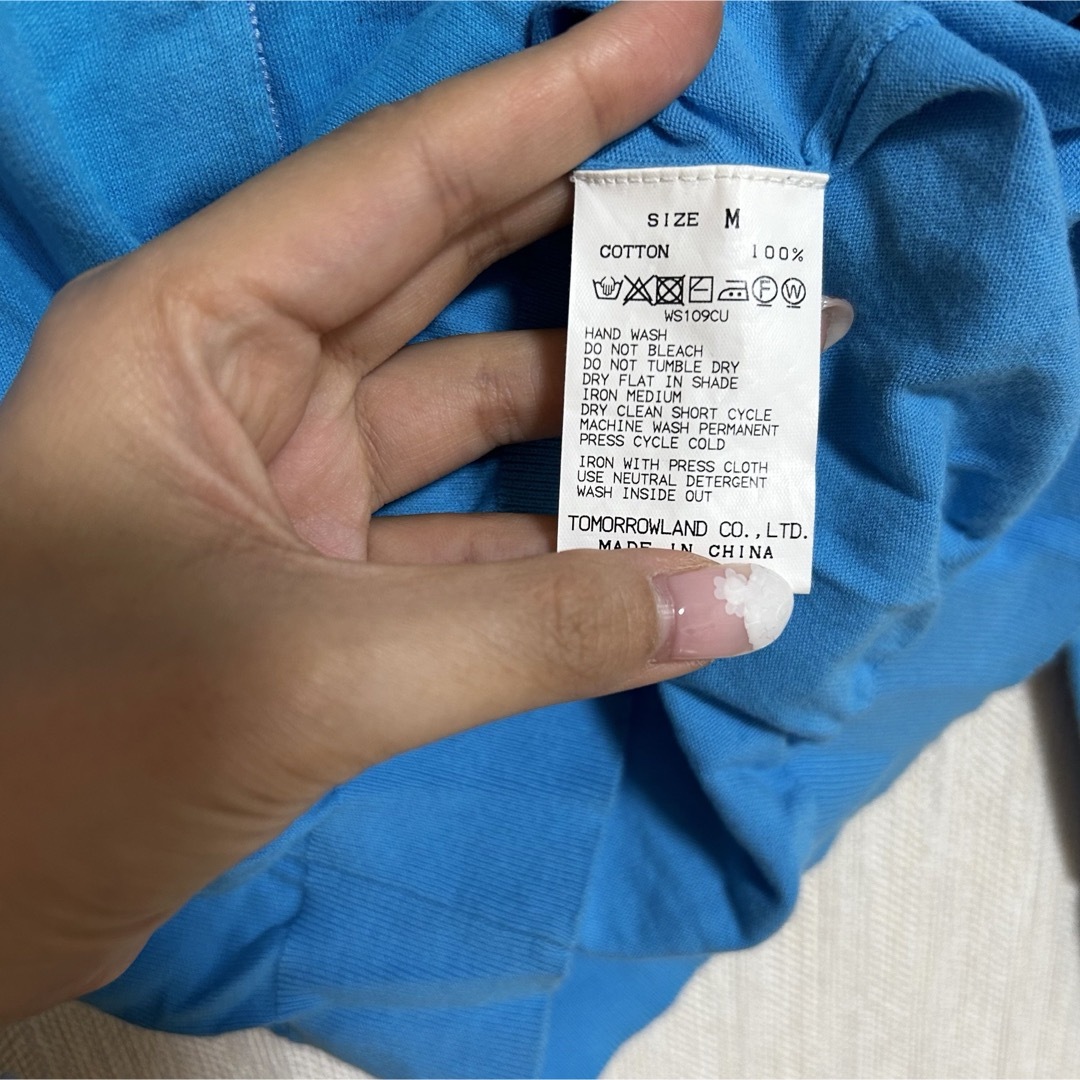 SIZE M
COTTON 100%
F W
WS109CU
HAND WASH
DO NOT BLEACH
DO NOT TUMBLE DRY
DRY FLAT IN SHADE
IRON MEDIUM
DRY CLEAN SHORT CYCLE
MACHINE WASH PERMANENT
PRESS CYCLE COLD
IRON WITH PRESS CLOTH
USE NEUTRAL DETERGENT
WASH INSIDE OUT
TOMORROWLAND CO.,LTD.
MADE IN CHINA